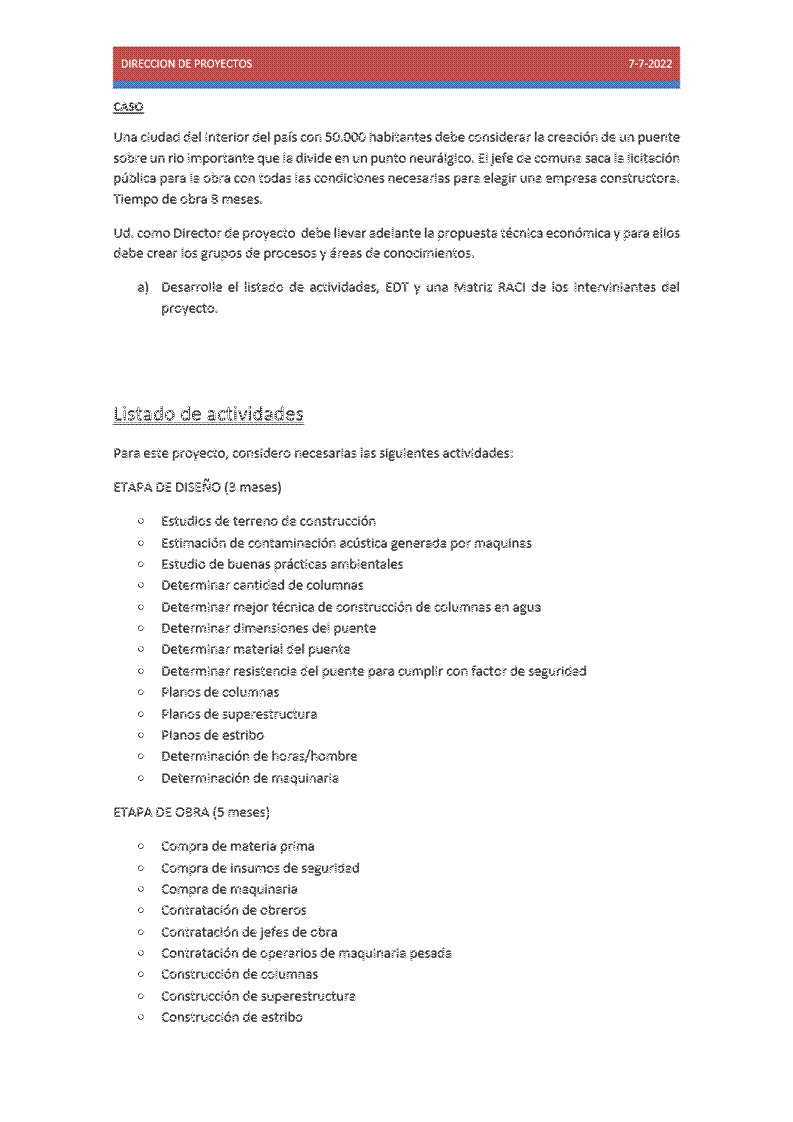 DIRECCION DE PROYECTOS 7-7-2022
CASO
Una ciudad del interior del país con 50.000 habitantes debe considerar la creación de un puente
sobre un rio importante que la divide en un punto neurálgico. El jefe de comuna saca la licitación
pública para la obra con todas las condiciones necesarias para elegir una empresa constructora.
Tiempo de obra 8 meses.
Ud. como Director de proyecto debe llevar adelante la propuesta técnica económica y para ellos
debe crear los grupos de procesos y áreas de conocimientos.
a) Desarrolle el listado de actividades, EDT y una Matriz RACI de los intervinientes del
proyecto.
Listado de actividades
Para este proyecto, considero necesarias las siguientes actividades:
ETAPA DE DISEÑO (3 meses)
o Estudios de terreno de construcción
o Estimación de contaminación acústica generada por maquinas
o Estudio de buenas prácticas ambientales
o Determinar cantidad de columnas
o Determinar mejor técnica de construcción de columnas en agua
o Determinar dimensiones del puente
o Determinar material del puente
o Determinar resistencia del puente para cumplir con factor de seguridad
o Planos de columnas
o Planos de superestructura
o Planos de estribo
o Determinación de horas/hombre
o Determinación de maquinaria
ETAPA DE OBRA (5 meses)
o Compra de materia prima
o Compra de insumos de seguridad
o Compra de maquinaria
o Contratación de obreros
o Contratación de jefes de obra
o Contratación de operarios de maquinaria pesada
o Construcción de columnas
o Construcción de superestructura
o Construcción de estribo